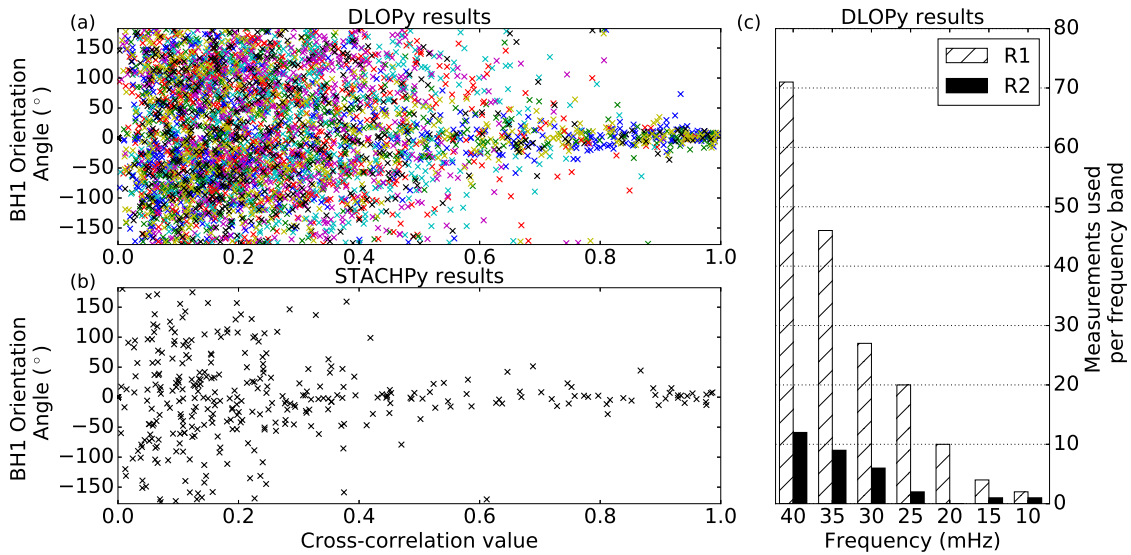 (a)
DLOPy results
BH1 Orientation
Angle (°)
150
100
50
0
−50
−100
−150
0.0 0.2 0.4 0.6 0.8 1.0
(b)
STACHPy results
BH1 Orientation
Angle (°)
150
100
50
0
−50
−100
−150
0.0 0.2 0.4 0.6 0.8 1.0
Cross-correlation value
(c)
DLOPy results
R1
R2
80
70
60
50
40
30
20
10
0
Measurements used
per frequency band
40 35 30 25 20 15 10
Frequency (mHz)